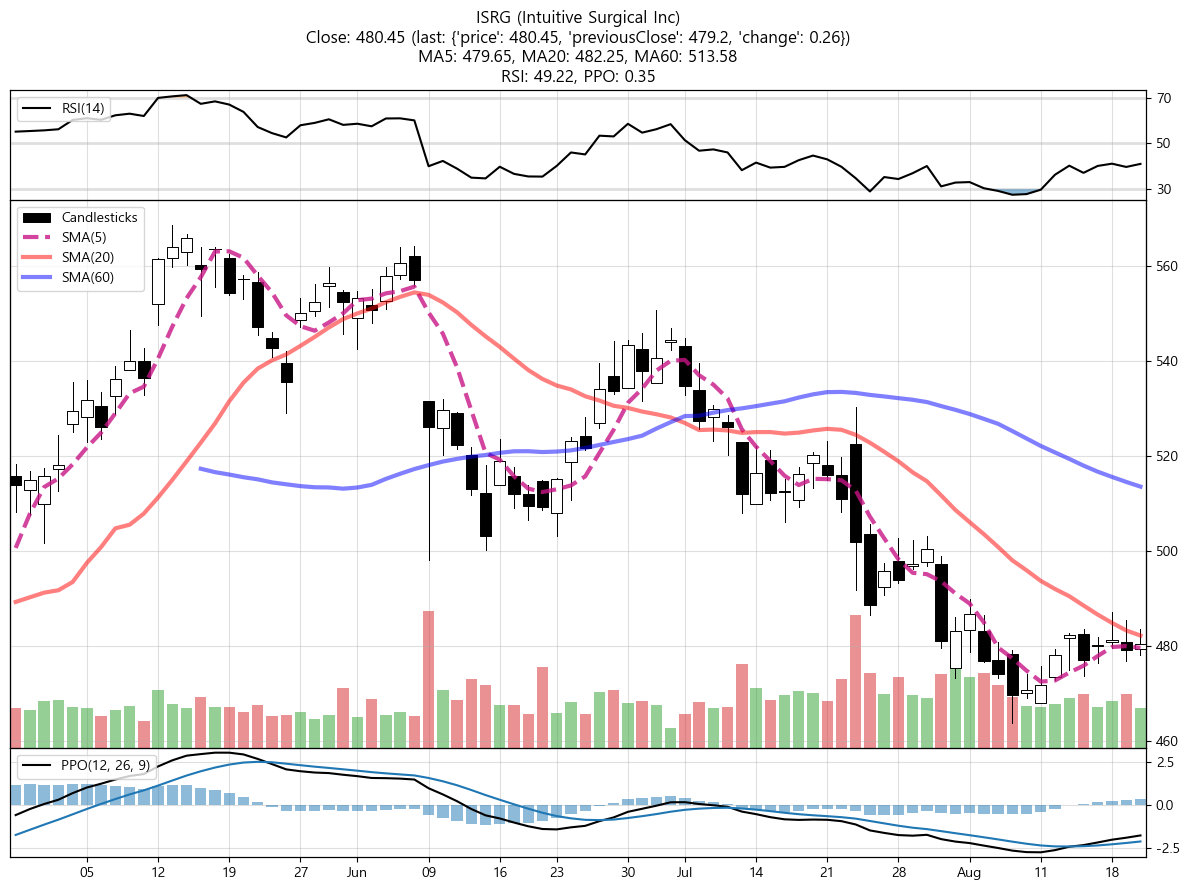 ISRG (Intuitive Surgical Inc)
Close: 480.45 (last: {'price': 480.45, 'previousClose': 479.2, 'change': 0.26})
MA5: 479.65, MA20: 482.25, MA60: 513.58
RSI: 49.22, PPO: 0.35
RSI(14)
70
50
30
Candlesticks
SMA(5)
SMA(20)
SMA(60)
560
540
520
500
480
460
PPO(12, 26, 9)
2.5
0.0
−2.5
05 12 19 27 Jun 09 16 23 30 Jul 14 21 28 Aug 11 18